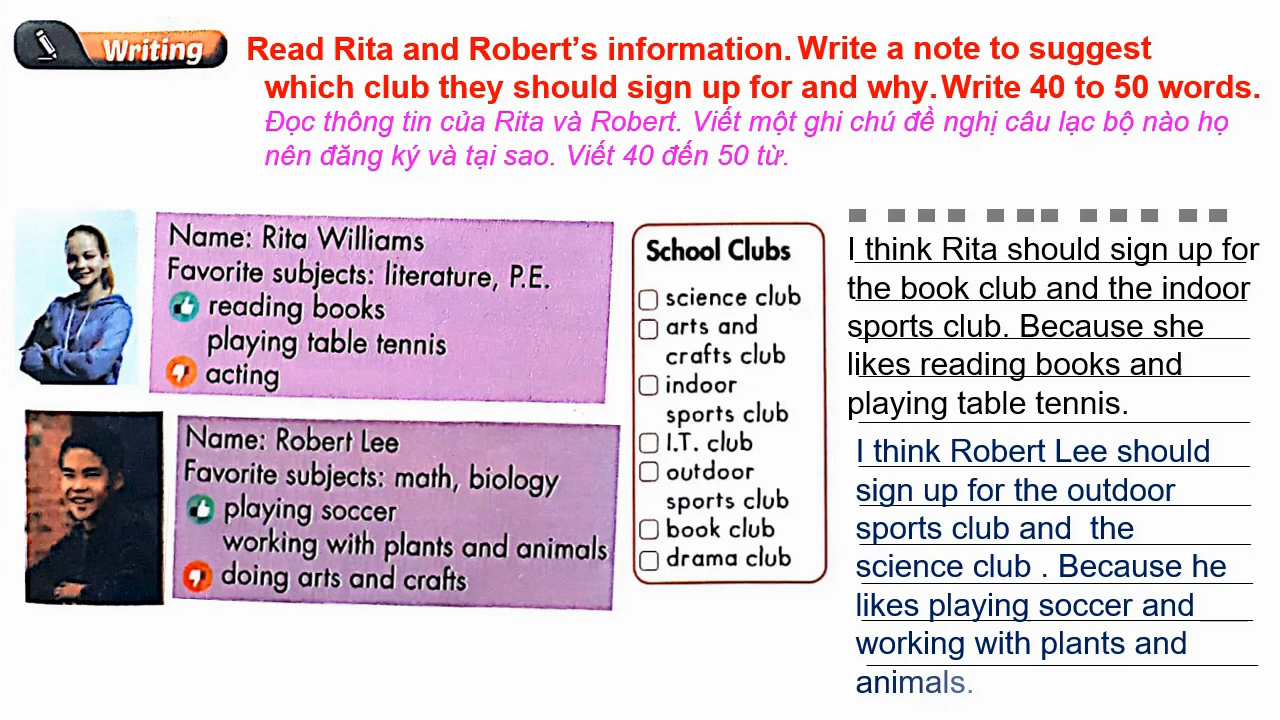 Writing
Read Rita and Robert's information. Write a note to suggest
which club they should sign up for and why. Write 40 to 50 words.
Đọc thông tin của Rita và Robert. Viết một ghi chú đề nghị câu lạc bộ nào họ
nên đăng ký và tại sao. Viết 40 đến 50 từ.
Name: Rita Williams
Favorite subjects: literature, P.E.
reading books
playing table tennis
acting
Name: Robert Lee
Favorite subjects: math, biology
playing soccer
working with plants and animals
doing arts and crafts
School Clubs
science club
arts and
crafts club
indoor
sports club
I.T. club
outdoor
sports club
book club
drama club
I think Rita should sign up for
the book club and the indoor
sports club. Because she
likes reading books and
playing table tennis.
I think Robert Lee should
sign up for the outdoor
sports club and the
science club . Because he
likes playing soccer and
working with plants and
animals.